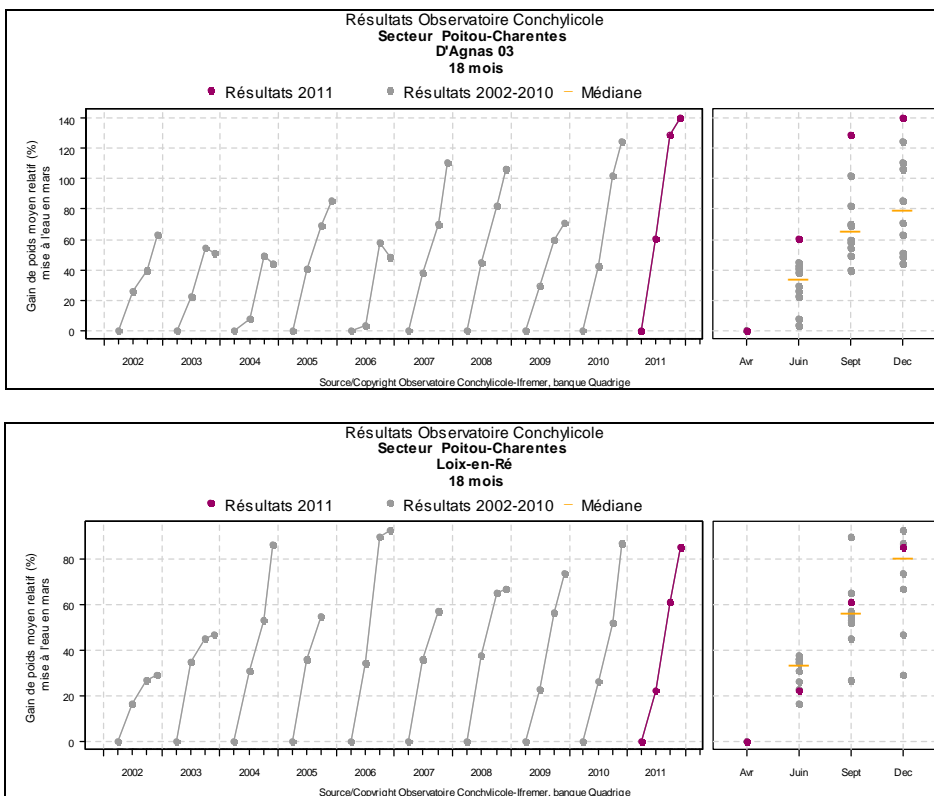 Résultats Observatoire Conchylicole
Secteur Poitou-Charentes
D'Agnas 03
18 mois
Résultats 2011 Résultats 2002-2010 Médiane
Gain de poids moyen relatif (%)
mise à l'eau en mars
140
120
100
80
60
40
20
0
2002 2003 2004 2005 2006 2007 2008 2009 2010 2011
Avr Juin Sept Dec
Source/Copyright Observatoire Conchylicole-Ifremer, banque Quadrige
Résultats Observatoire Conchylicole
Secteur Poitou-Charentes
Loix-en-Ré
18 mois
Résultats 2011 Résultats 2002-2010 Médiane
Gain de poids moyen relatif (%)
mise à l'eau en mars
80
60
40
20
0
2002 2003 2004 2005 2006 2007 2008 2009 2010 2011
Avr Juin Sept Dec
Source/Copyright Observatoire Conchylicole-Ifremer, banque Quadrige